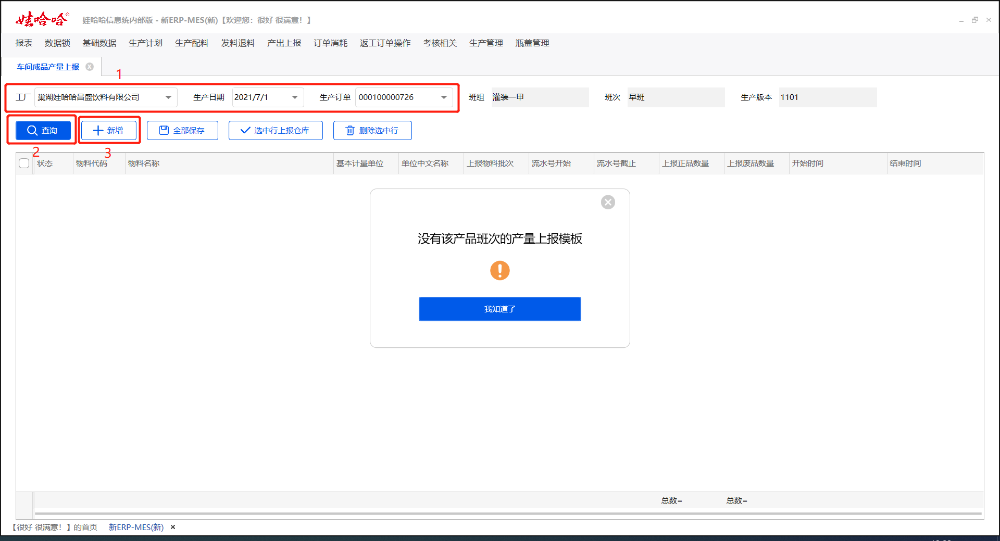 娃哈哈®
娃哈哈信息统内部版 - 新ERP-MES(新)【欢迎您：很好 很满意！】
报表 数据锁 基础数据 生产计划 生产配料 发料退料 产出上报 订单消耗 返工订单操作 考核相关 生产管理 瓶盖管理
车间成品产量上报
1
工厂 巢湖娃哈哈昌盛饮料有限公司 生产日期 2021/7/1 生产订单 000100000726 班组 灌装一甲 班次 早班 生产版本 1101
查询 新增 全部保存 选中行上报仓库 删除选中行
2 3
状态 物料代码 物料名称 基本计量单位 单位中文名称 上报物料批次 流水号开始 流水号截止 上报正品数量 上报废品数量 开始时间 结束时间
没有该产品班次的产量上报模板
我知道了
总数= 总数=
【很好 很满意！】的首页 新ERP-MES(新)